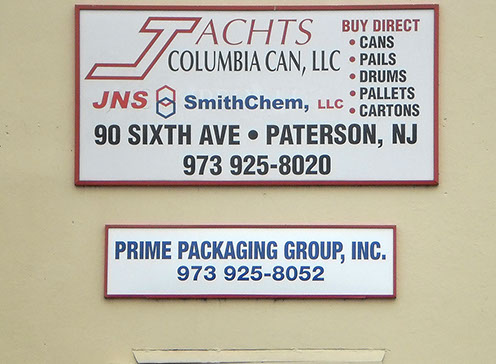 JACHTS
COLUMBIA CAN, LLC
JNS SmithChem, LLC
BUY DIRECT
• CANS
• PAILS
• DRUMS
• PALLETS
• CARTONS
90 SIXTH AVE • PATERSON, NJ
973 925-8020
PRIME PACKAGING GROUP, INC.
973 925-8052